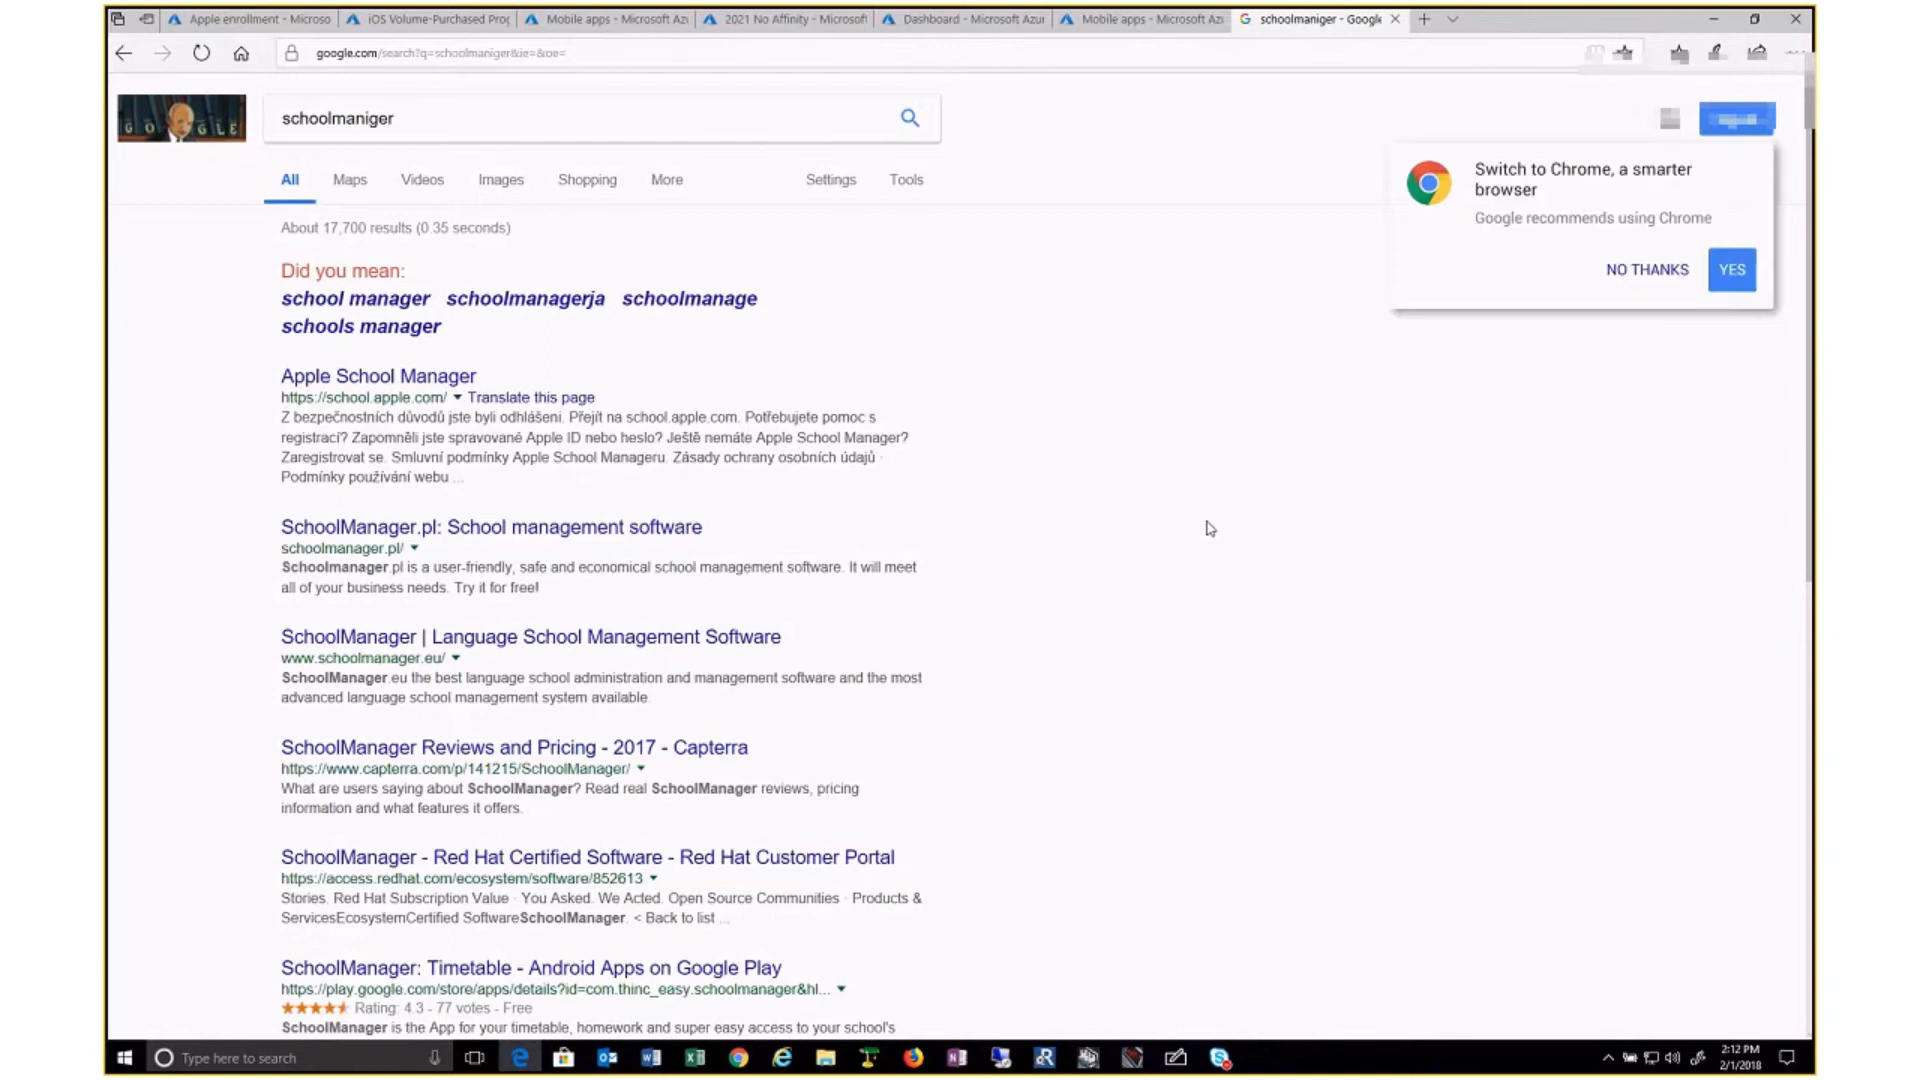 Apple enrollment - Microso
iOS Volume-Purchased Prog
Mobile apps - Microsoft Az
2021 No Affinity - Microsoft
Dashboard - Microsoft Azur
Mobile apps - Microsoft Az
schoolmaniger - Google
google.com/search?q=schoolmaniger&ie=&oe=
GOOGLE
schoolmaniger
All Maps Videos Images Shopping More Settings Tools
Switch to Chrome, a smarter
browser
Google recommends using Chrome
NO THANKS YES
About 17,700 results (0.35 seconds)
Did you mean:
school manager schoolmanagerja schoolmanage
schools manager
Apple School Manager
https://school.apple.com/ Translate this page
Z bezpečnostních důvodů jste byli odhlášeni. Přejít na school.apple.com. Potřebujete pomoc s
registrací? Zapomněli jste spravované Apple ID nebo heslo? Ještě nemáte Apple School Manager?
Zaregistrovat se. Smluvní podmínky Apple School Manageru. Zásady ochrany osobních údajů ·
Podmínky používání webu ...
SchoolManager.pl: School management software
schoolmanager.pl/
Schoolmanager.pl is a user-friendly, safe and economical school management software. It will meet
all of your business needs. Try it for free!
SchoolManager | Language School Management Software
www.schoolmanager.eu/
SchoolManager.eu the best language school administration and management software and the most
advanced language school management system available.
SchoolManager Reviews and Pricing - 2017 - Capterra
https://www.capterra.com/p/141215/SchoolManager/
What are users saying about SchoolManager? Read real SchoolManager reviews, pricing
information and what features it offers.
SchoolManager - Red Hat Certified Software - Red Hat Customer Portal
https://access.redhat.com/ecosystem/software/852613
Stories. Red Hat Subscription Value · You Asked. We Acted. Open Source Communities · Products &
ServicesEcosystemCertified SoftwareSchoolManager. < Back to list ...
SchoolManager: Timetable - Android Apps on Google Play
https://play.google.com/store/apps/details?id=com.thinc_easy.schoolmanager&hl...
Rating: 4.3 - 77 votes - Free
SchoolManager is the App for your timetable, homework and super easy access to your school's
Type here to search
2:12 PM
2/1/2018